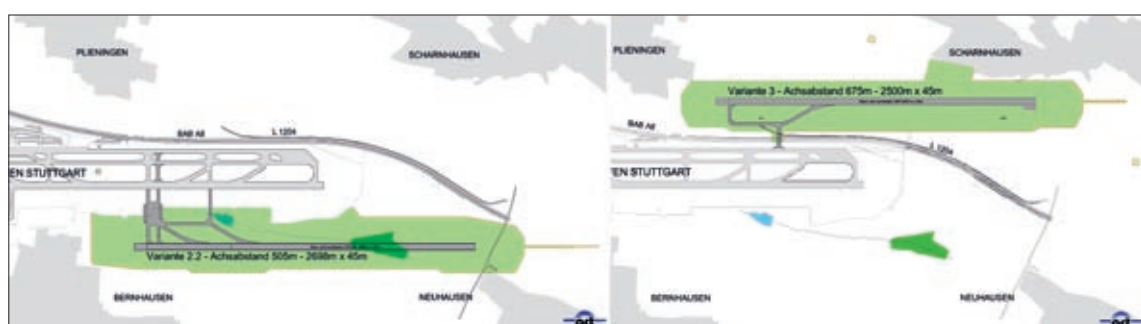 PLIENINGEN
SCHARNHAUSEN
BAB A8
L 1204
EN STUTTGART
Variante 2.2 - Achsabstand 505m - 2698m x 45m
BERNHAUSEN
NEUHAUSEN
PLIENINGEN
SCHARNHAUSEN
Variante 3 - Achsabstand 675m - 2500m x 45m
BAB A8
L 1204
EN STUTTGART
BERNHAUSEN
NEUHAUSEN